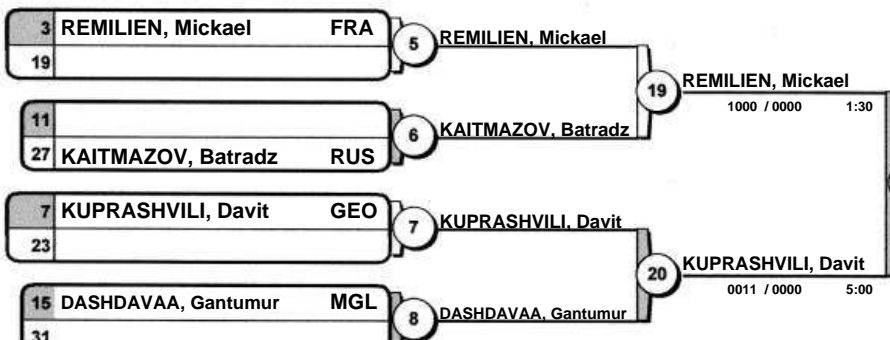 3 REMILIEN, Mickael FRA
19
5 REMILIEN, Mickael
11
27 KAITMAZOV, Batradz RUS
6 KAITMAZOV, Batradz
19 REMILIEN, Mickael
1000 / 0000 1:30
7 KUPRASHVILI, Davit GEO
23
7 KUPRASHVILI, Davit
15 DASHDAVAA, Gantumur MGL
31
8 DASHDAVAA, Gantumur
20 KUPRASHVILI, Davit
0011 / 0000 5:00